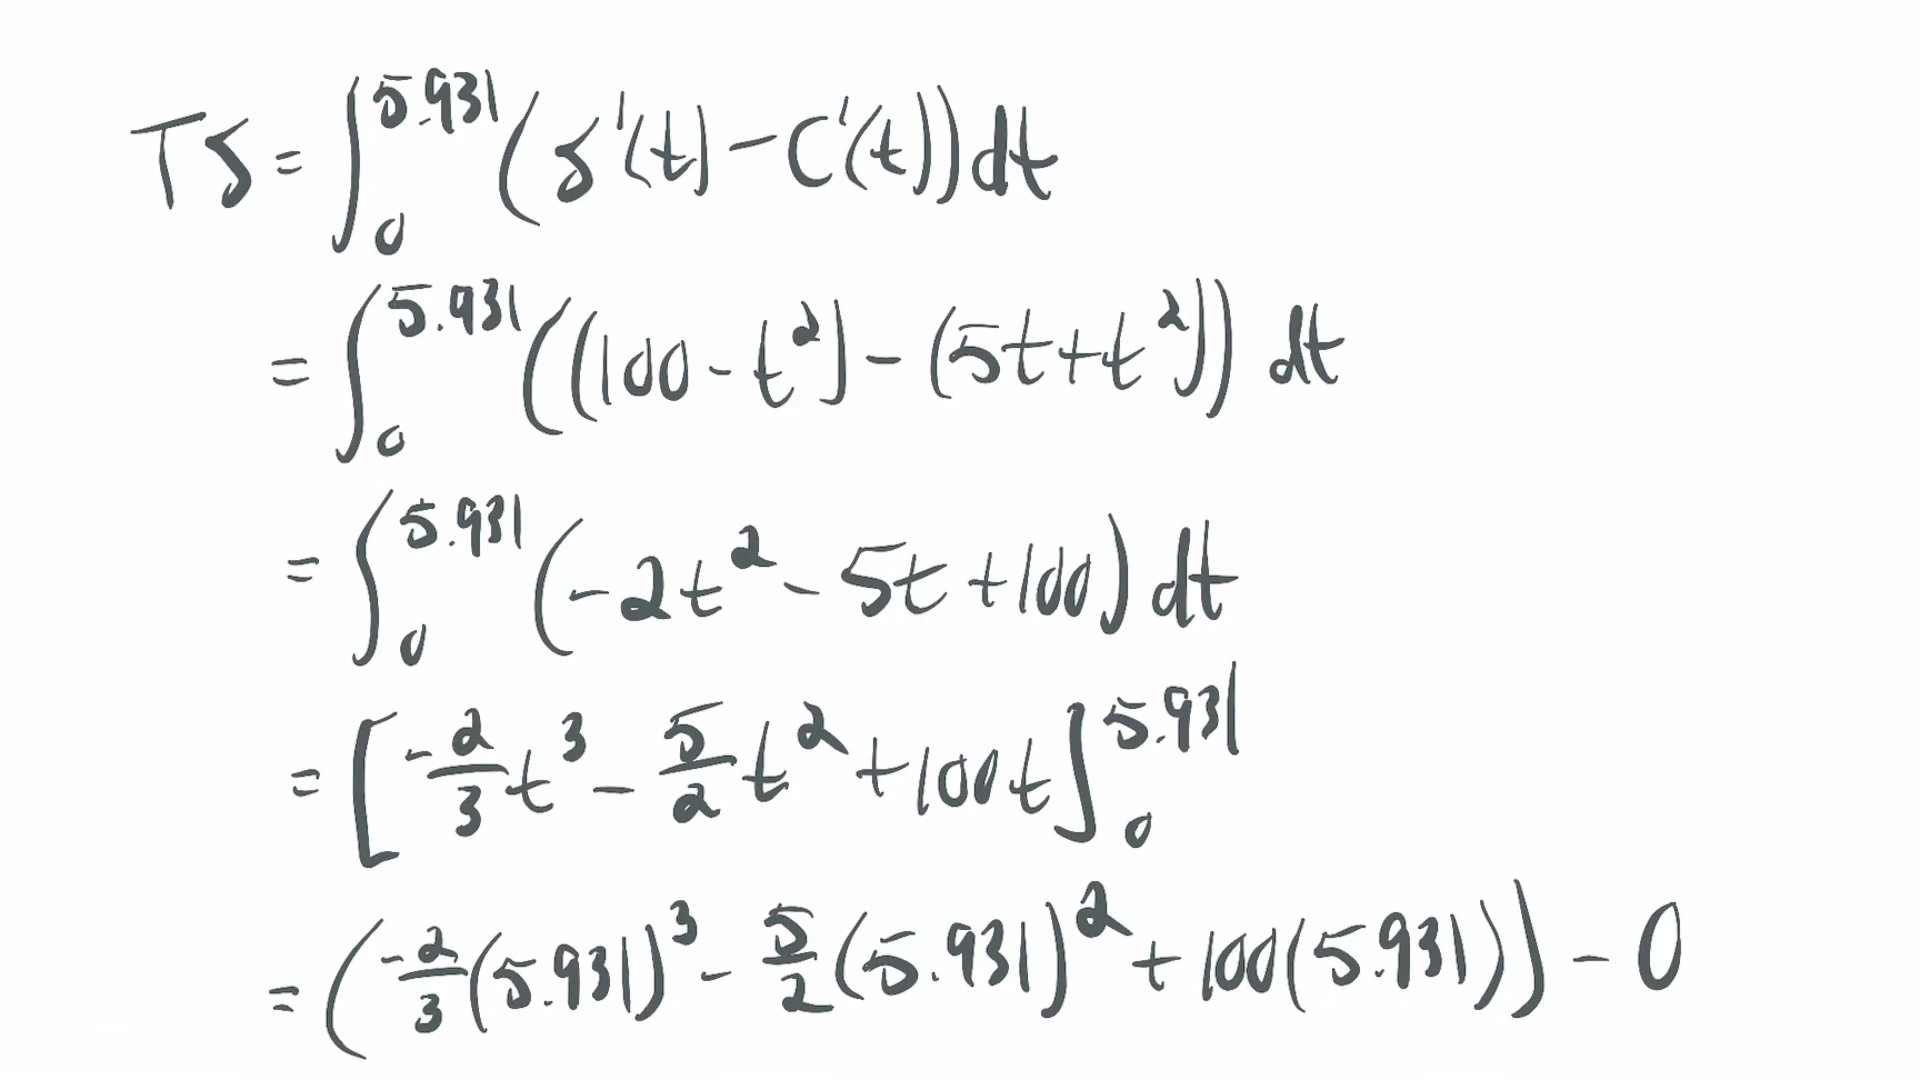 TS = ∫₀^5.931 (S'(t) - C'(t)) dt
= ∫₀^5.931 ((100 - t²) - (5t + t²)) dt
= ∫₀^5.931 (-2t² - 5t + 100) dt
= [-2/3 t³ - 5/2 t² + 100t]₀^5.931
= (-2/3 (5.931)³ - 5/2 (5.931)² + 100(5.931)) - 0